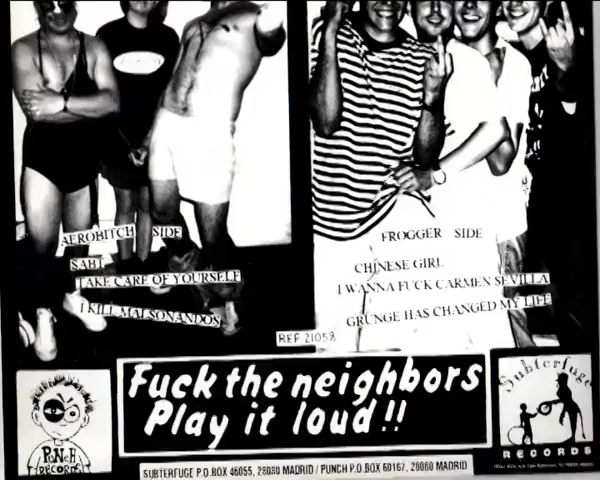 AEROBITCH SIDE
SABT
TAKE CARE OF YOURSELF
I KILL MALSONANDOS
FROGGER SIDE
CHINESE GIRL
I WANNA FUCK CARMEN SEVILLA
GRUNGE HAS CHANGED MY LIFE
REF 21058
Fuck the neighbors
Play it loud!!
PUNCH
RECORDS
Subterfuge
RECORDS
SUBTERFUGE P.O.BOX 46055, 28080 MADRID / PUNCH P.O.BOX 60167, 28080 MADRID